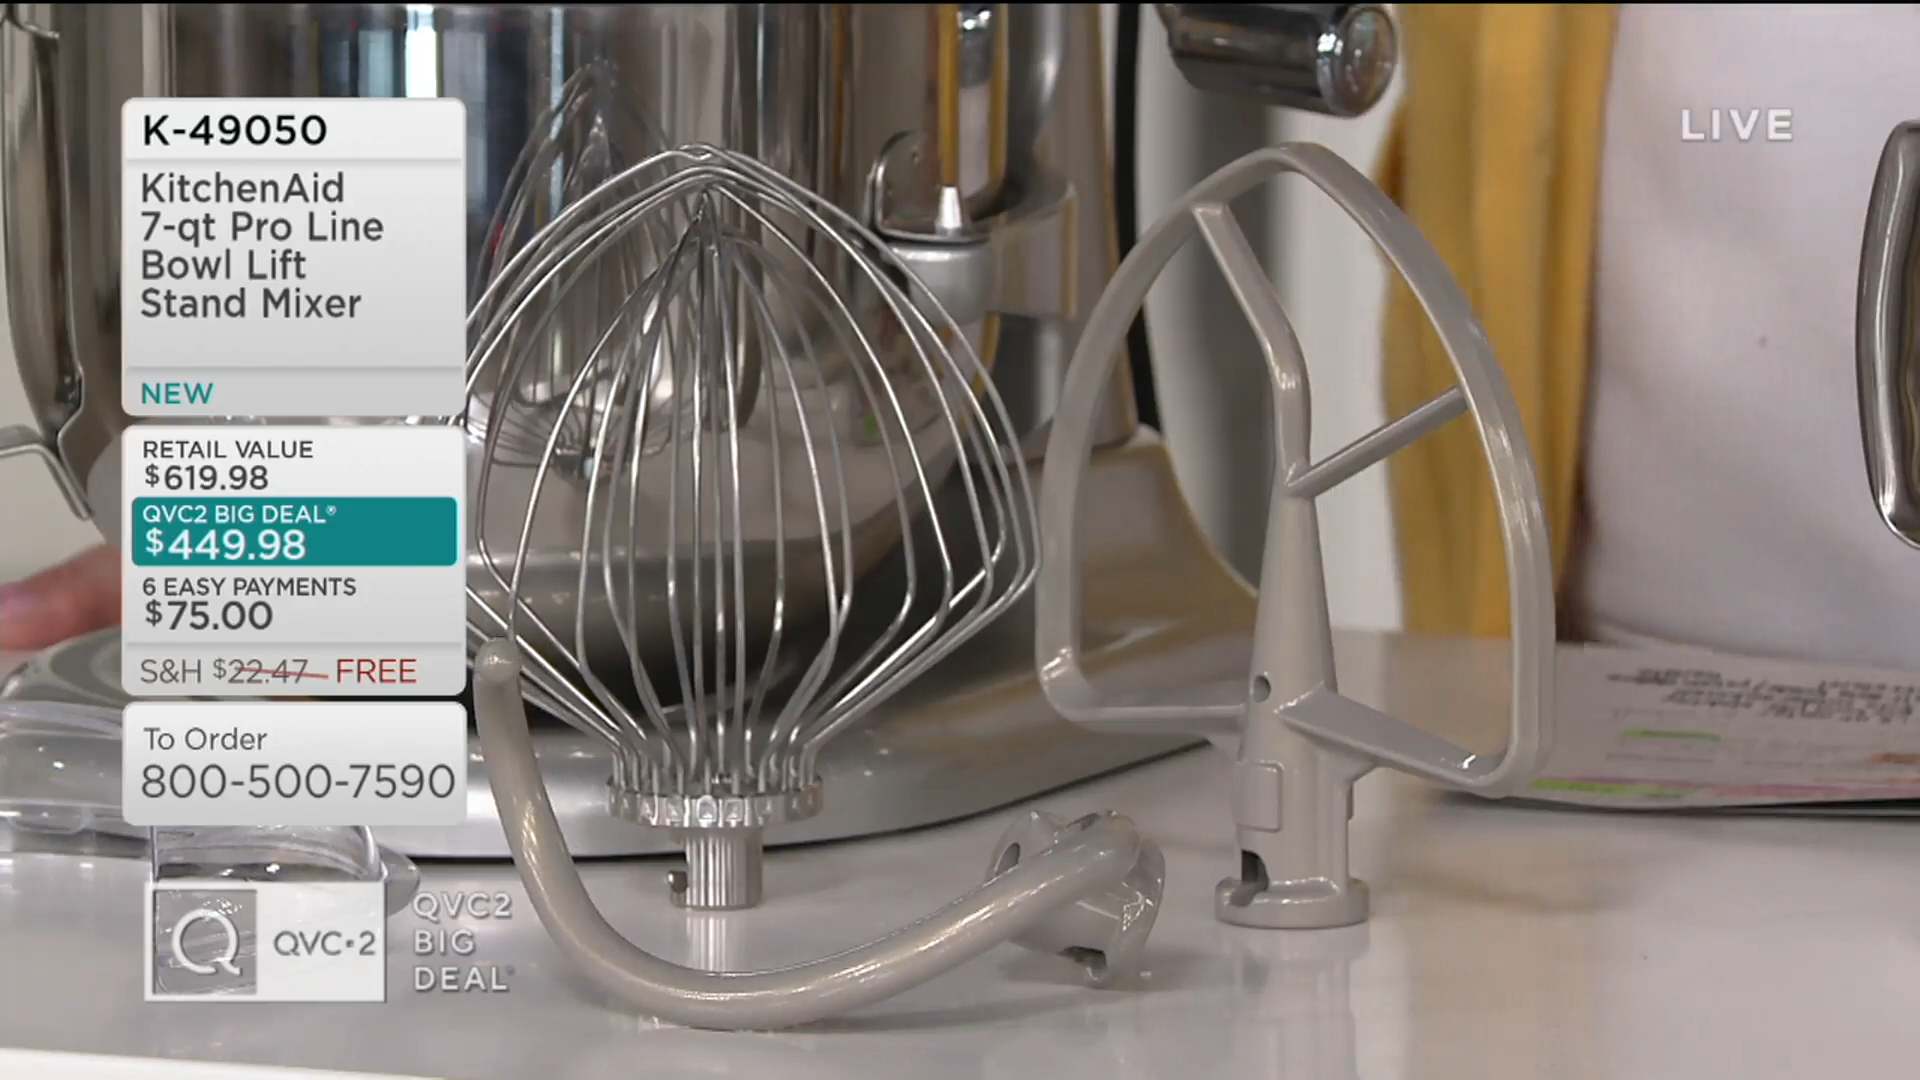 K-49050
KitchenAid
7-qt Pro Line
Bowl Lift
Stand Mixer
NEW
RETAIL VALUE
$619.98
QVC2 BIG DEAL®
$449.98
6 EASY PAYMENTS
$75.00
S&H $22.47 FREE
To Order
800-500-7590
Q QVC•2
QVC2
BIG
DEAL®
LIVE